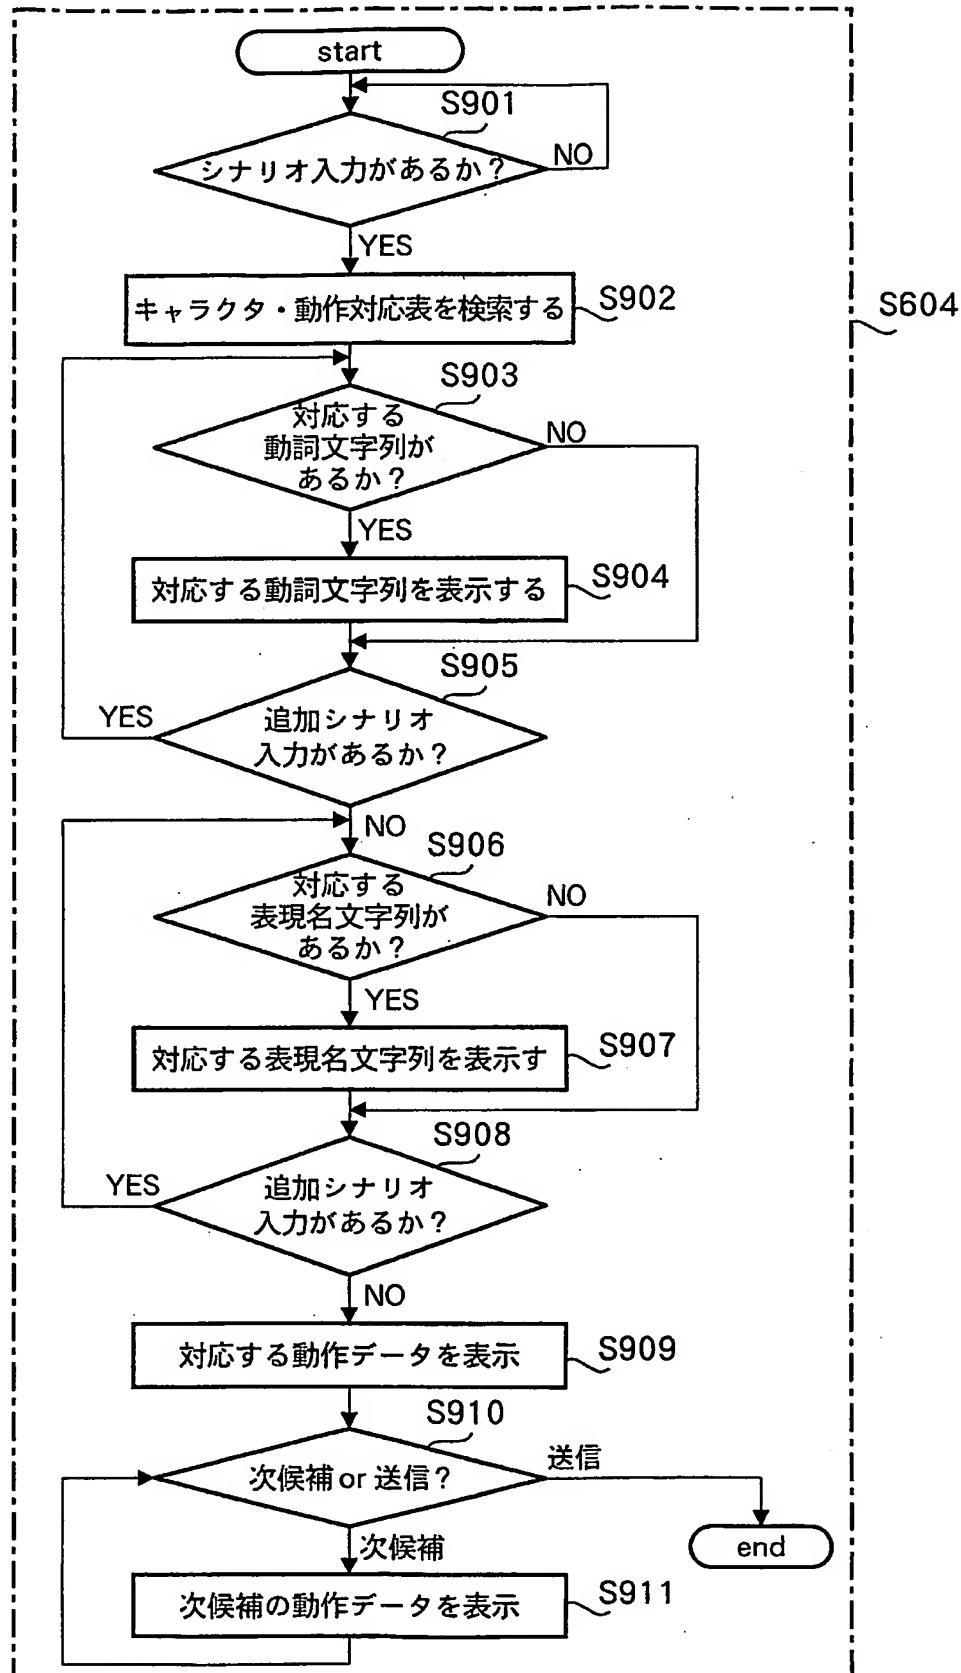 start
S901
シナリオ入力があるか？
NO
YES
キャラクタ・動作対応表を検索する
S902
S604
S903
対応する
動詞文字列が
あるか？
NO
YES
対応する動詞文字列を表示する
S904
S905
追加シナリオ
入力があるか？
YES
NO
S906
対応する
表現名文字列が
あるか？
NO
YES
対応する表現名文字列を表示す
S907
S908
追加シナリオ
入力があるか？
YES
NO
対応する動作データを表示
S909
S910
次候補 or 送信？
送信
end
次候補
次候補の動作データを表示
S911